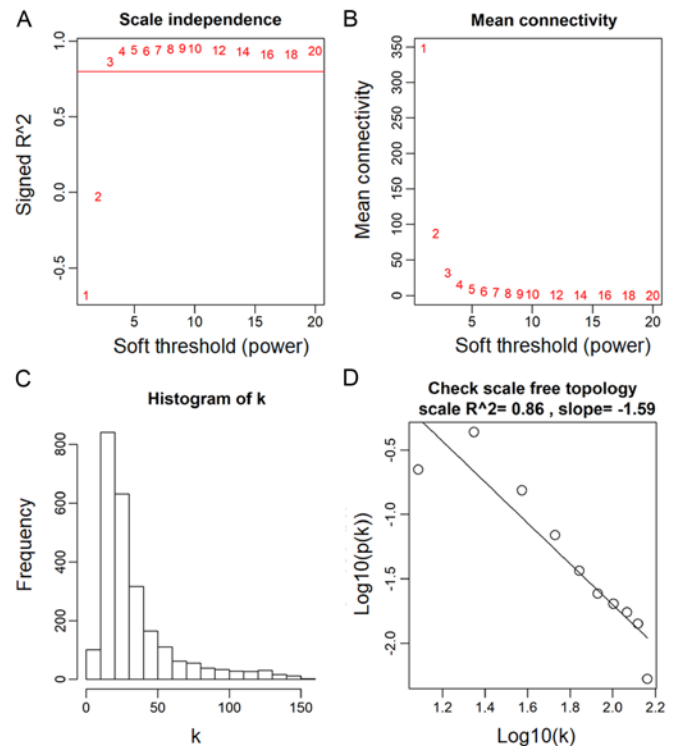 A
Scale independence
Signed R^2
1.0
0.5
0.0
-0.5
1
2
3
4 5 6 7 8 9 10 12 14 16 18 20
5 10 15 20
Soft threshold (power)
B
Mean connectivity
Mean connectivity
350
300
250
200
150
100
50
0
1
2
3
4 5 6 7 8 9 10 12 14 16 18 20
5 10 15 20
Soft threshold (power)
C
Histogram of k
Frequency
800
600
400
200
0
0 50 100 150
k
D
Check scale free topology
scale R^2= 0.86 , slope= -1.59
Log10(p(k))
-0.5
-1.0
-1.5
-2.0
1.2 1.4 1.6 1.8 2.0 2.2
Log10(k)